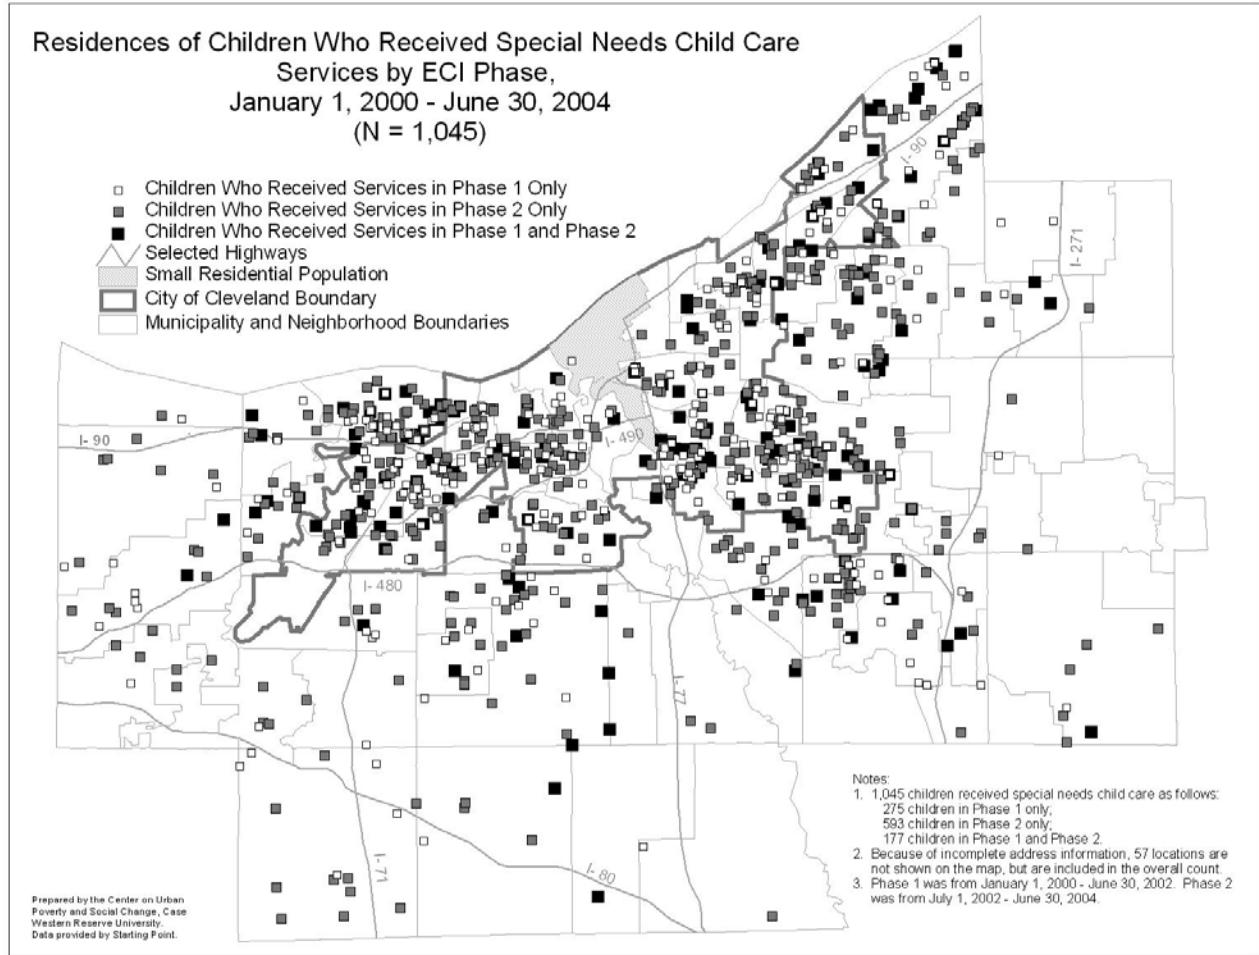 Residences of Children Who Received Special Needs Child Care
Services by ECI Phase,
January 1, 2000 - June 30, 2004
(N = 1,045)
Children Who Received Services in Phase 1 Only
Children Who Received Services in Phase 2 Only
Children Who Received Services in Phase 1 and Phase 2
Selected Highways
Small Residential Population
City of Cleveland Boundary
Municipality and Neighborhood Boundaries
I- 90
I- 271
I- 90
I- 490
I- 480
I- 77
I- 71
I- 80
Notes:
1. 1,045 children received special needs child care as follows:
275 children in Phase 1 only;
593 children in Phase 2 only;
177 children in Phase 1 and Phase 2.
2. Because of incomplete address information, 57 locations are
not shown on the map, but are included in the overall count.
3. Phase 1 was from January 1, 2000 - June 30, 2002. Phase 2
was from July 1, 2002 - June 30, 2004.
Prepared by the Center on Urban
Poverty and Social Change, Case
Western Reserve University.
Data provided by Starting Point.